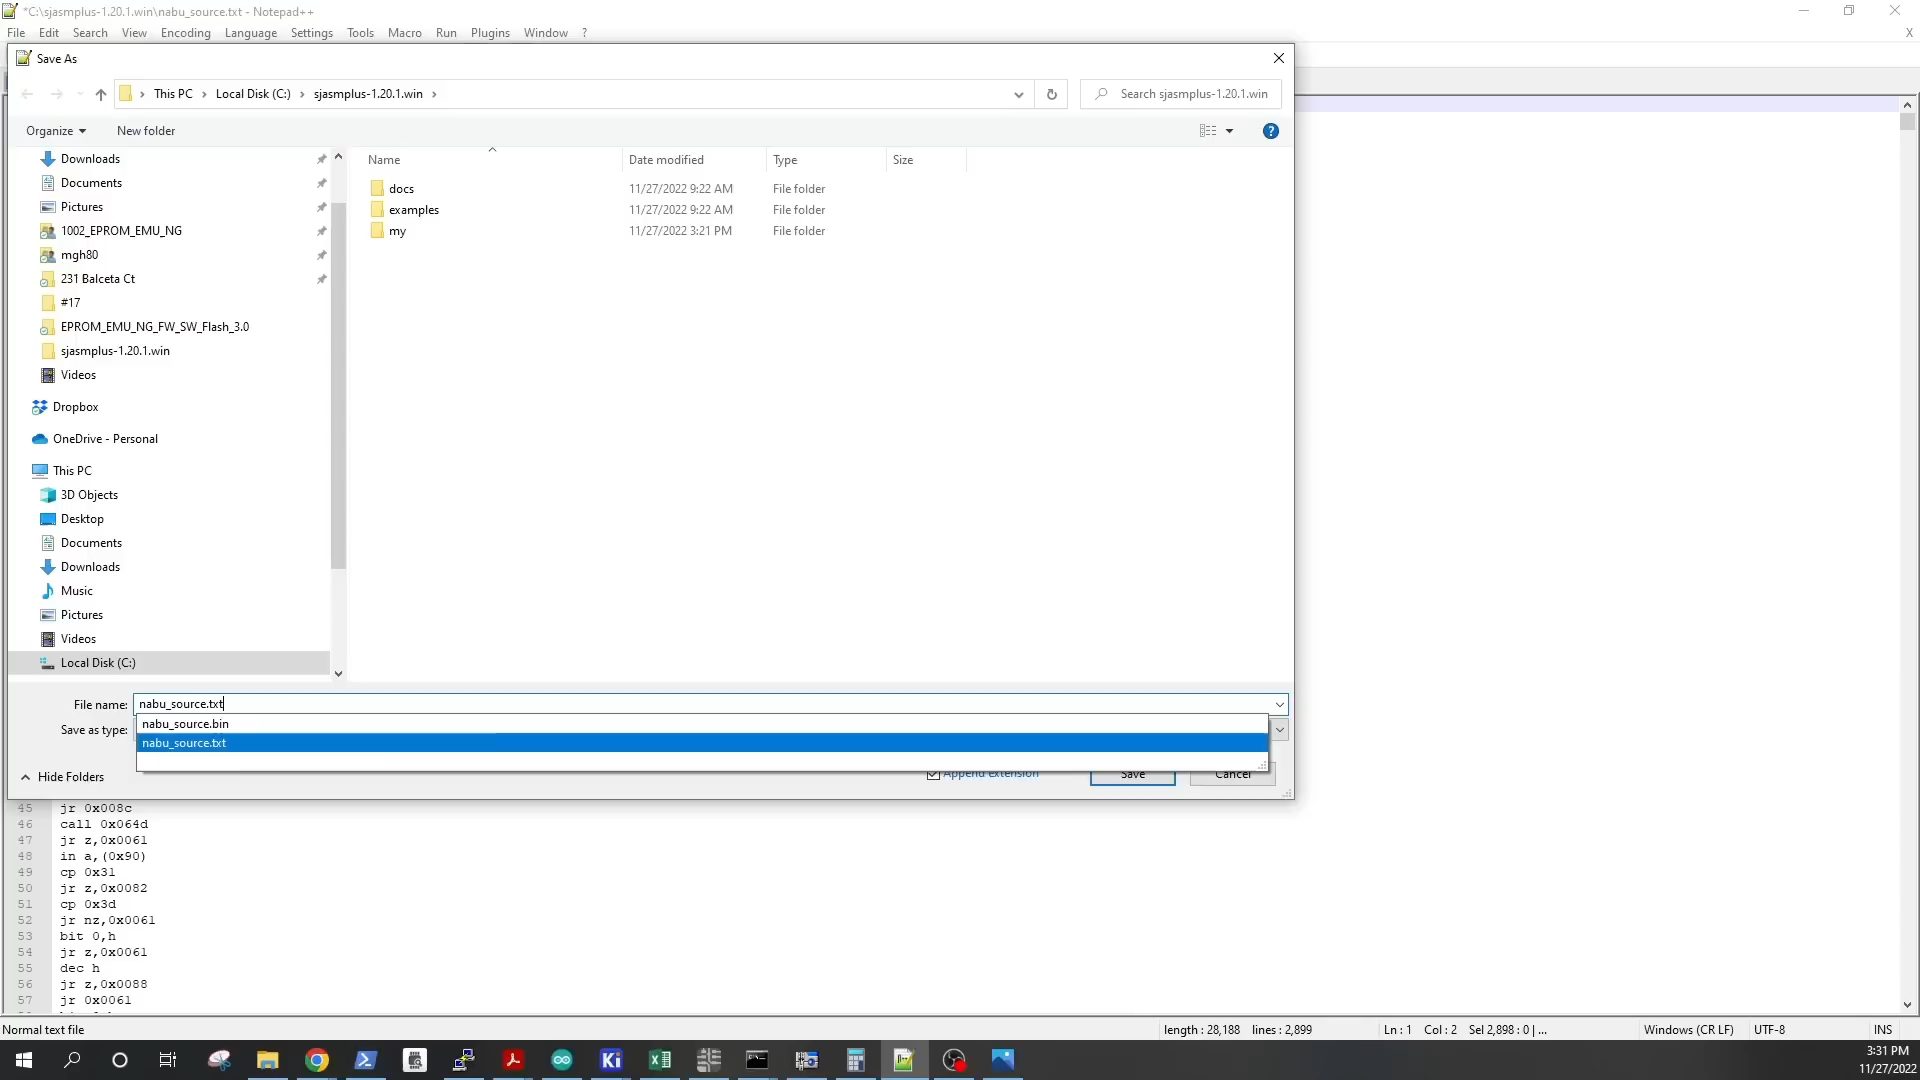 *C:\sjasmplus-1.20.1.win\nabu_source.txt - Notepad++
File Edit Search View Encoding Language Settings Tools Macro Run Plugins Window ?
X
Save As
This PC > Local Disk (C:) > sjasmplus-1.20.1.win >
Search sjasmplus-1.20.1.win
Organize
New folder
?
Downloads
Documents
Pictures
1002_EPROM_EMU_NG
mgh80
231 Balceta Ct
#17
EPROM_EMU_NG_FW_SW_Flash_3.0
sjasmplus-1.20.1.win
Videos
Dropbox
OneDrive - Personal
This PC
3D Objects
Desktop
Documents
Downloads
Music
Pictures
Videos
Local Disk (C:)
Name Date modified Type Size
docs 11/27/2022 9:22 AM File folder
examples 11/27/2022 9:22 AM File folder
my 11/27/2022 3:21 PM File folder
File name: nabu_source.txt
Save as type:
nabu_source.bin
nabu_source.txt
Hide Folders
Append extension
Save
Cancel
45 jr 0x008c
46 call 0x064d
47 jr z,0x0061
48 in a,(0x90)
49 cp 0x31
50 jr z,0x0082
51 cp 0x3d
52 jr nz,0x0061
53 bit 0,h
54 jr z,0x0061
55 dec h
56 jr z,0x0088
57 jr 0x0061
Normal text file
length : 28,188 lines : 2,899
Ln : 1 Col : 2 Sel 2,898 : 0 | ...
Windows (CR LF)
UTF-8
INS
Ki
3:31 PM
11/27/2022